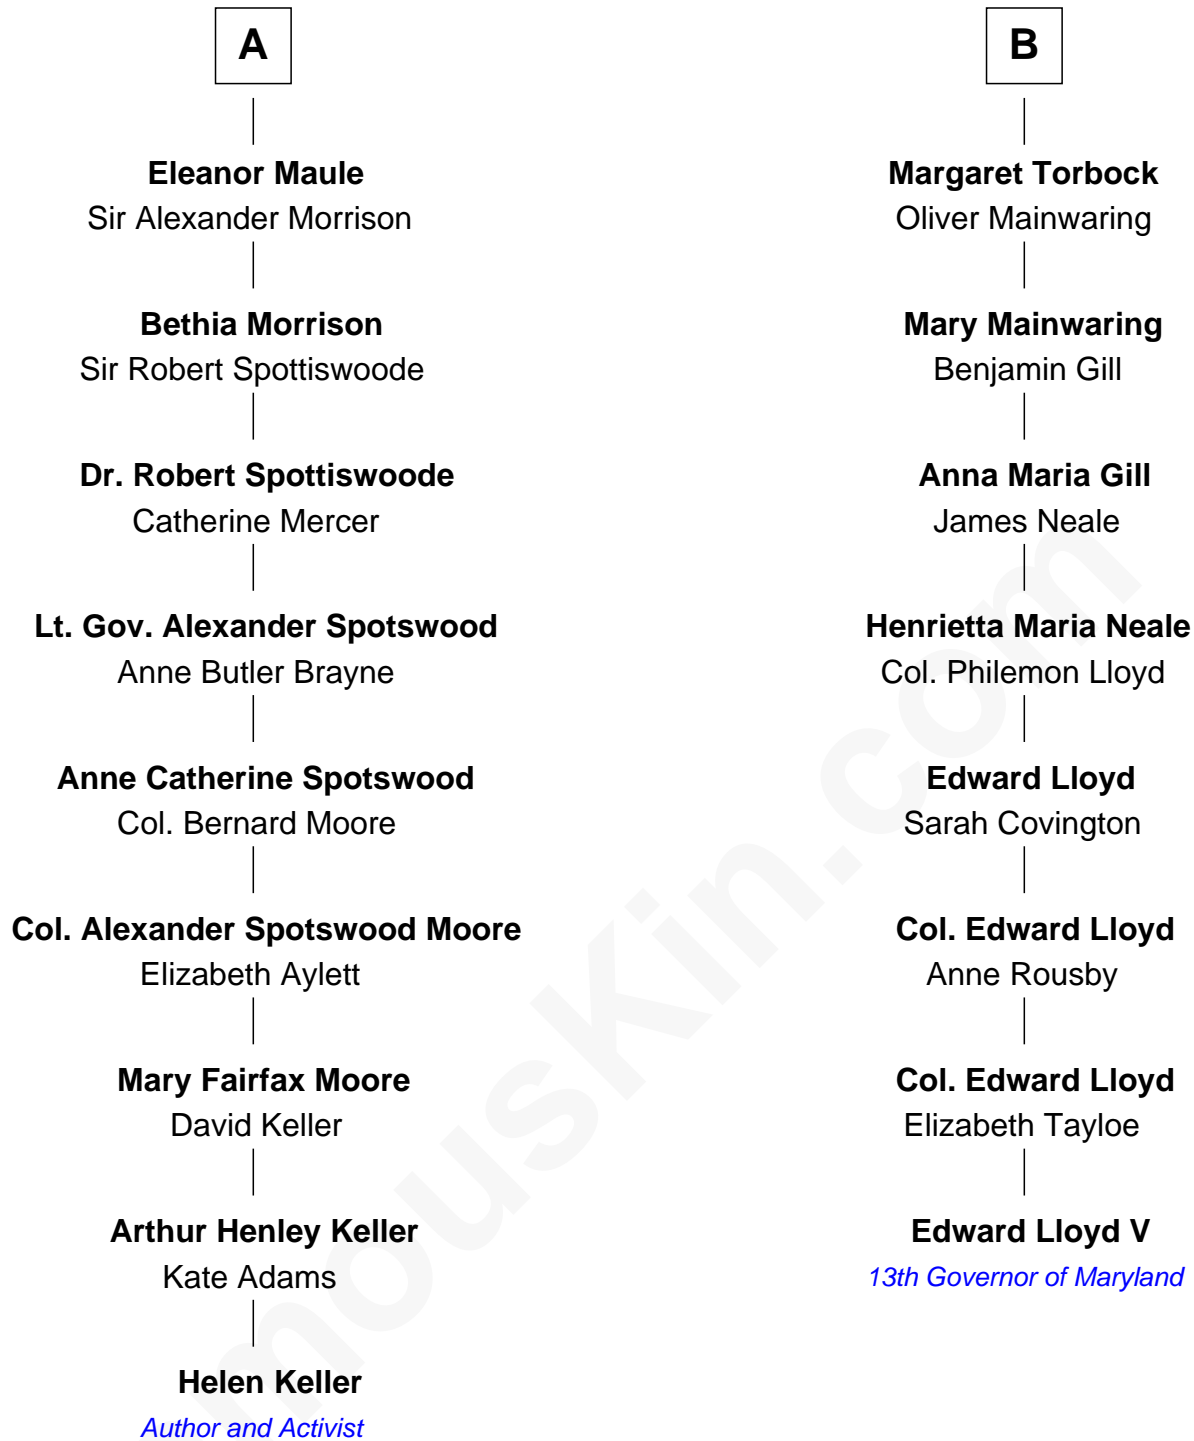 A
Eleanor Maule
Sir Alexander Morrison
Bethia Morrison
Sir Robert Spottiswoode
Dr. Robert Spottiswoode
Catherine Mercer
Lt. Gov. Alexander Spotswood
Anne Butler Brayne
Anne Catherine Spotswood
Col. Bernard Moore
Col. Alexander Spotswood Moore
Elizabeth Aylett
Mary Fairfax Moore
David Keller
Arthur Henley Keller
Kate Adams
Helen Keller
Author and Activist
B
Margaret Torbock
Oliver Mainwaring
Mary Mainwaring
Benjamin Gill
Anna Maria Gill
James Neale
Henrietta Maria Neale
Col. Philemon Lloyd
Edward Lloyd
Sarah Covington
Col. Edward Lloyd
Anne Rousby
Col. Edward Lloyd
Elizabeth Tayloe
Edward Lloyd V
13th Governor of Maryland
mouskin.com